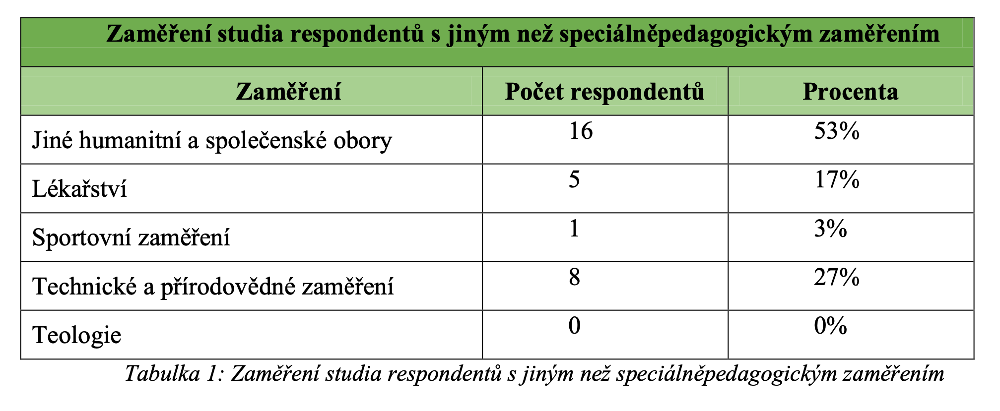 Zaměření studia respondentů s jiným než speciálněpedagogickým zaměřením
Zaměření Počet respondentů Procenta
Jiné humanitní a společenské obory 16 53%
Lékařství 5 17%
Sportovní zaměření 1 3%
Technické a přírodovědné zaměření 8 27%
Teologie 0 0%
Tabulka 1: Zaměření studia respondentů s jiným než speciálněpedagogickým zaměřením